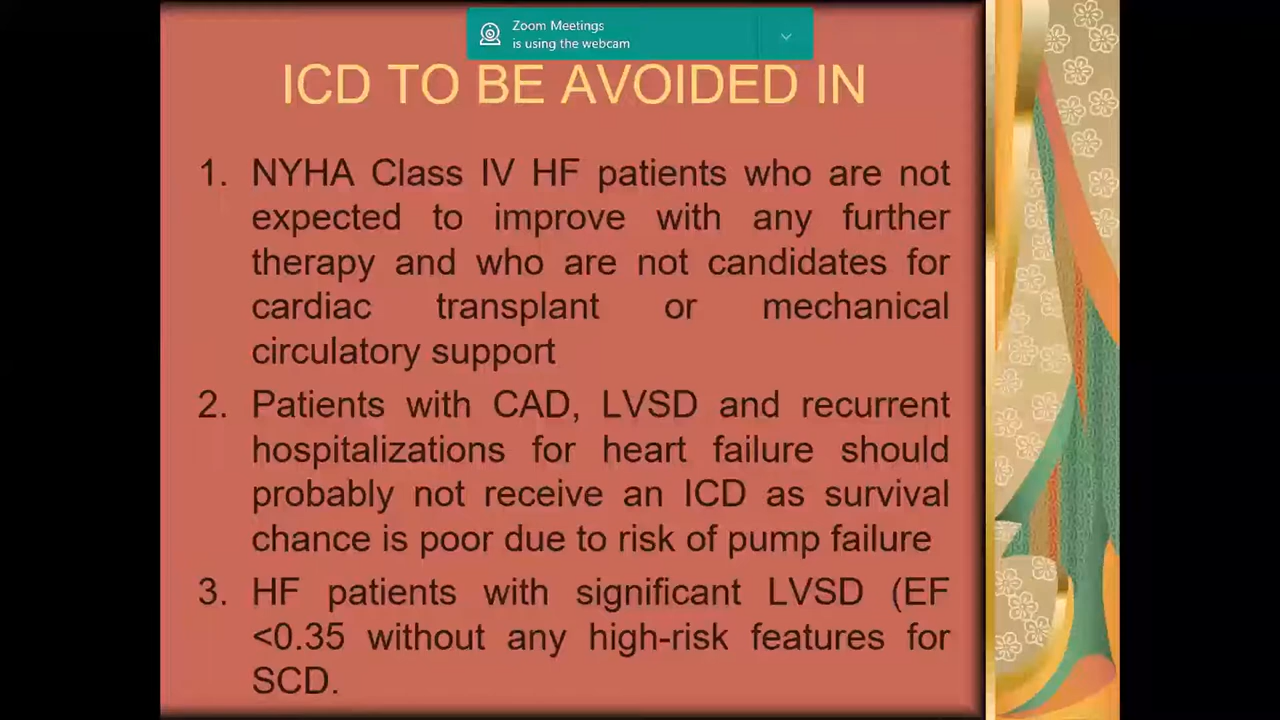 Zoom Meetings
is using the webcam
ICD TO BE AVOIDED IN
1. NYHA Class IV HF patients who are not
expected to improve with any further
therapy and who are not candidates for
cardiac transplant or mechanical
circulatory support
2. Patients with CAD, LVSD and recurrent
hospitalizations for heart failure should
probably not receive an ICD as survival
chance is poor due to risk of pump failure
3. HF patients with significant LVSD (EF
<0.35 without any high-risk features for
SCD.